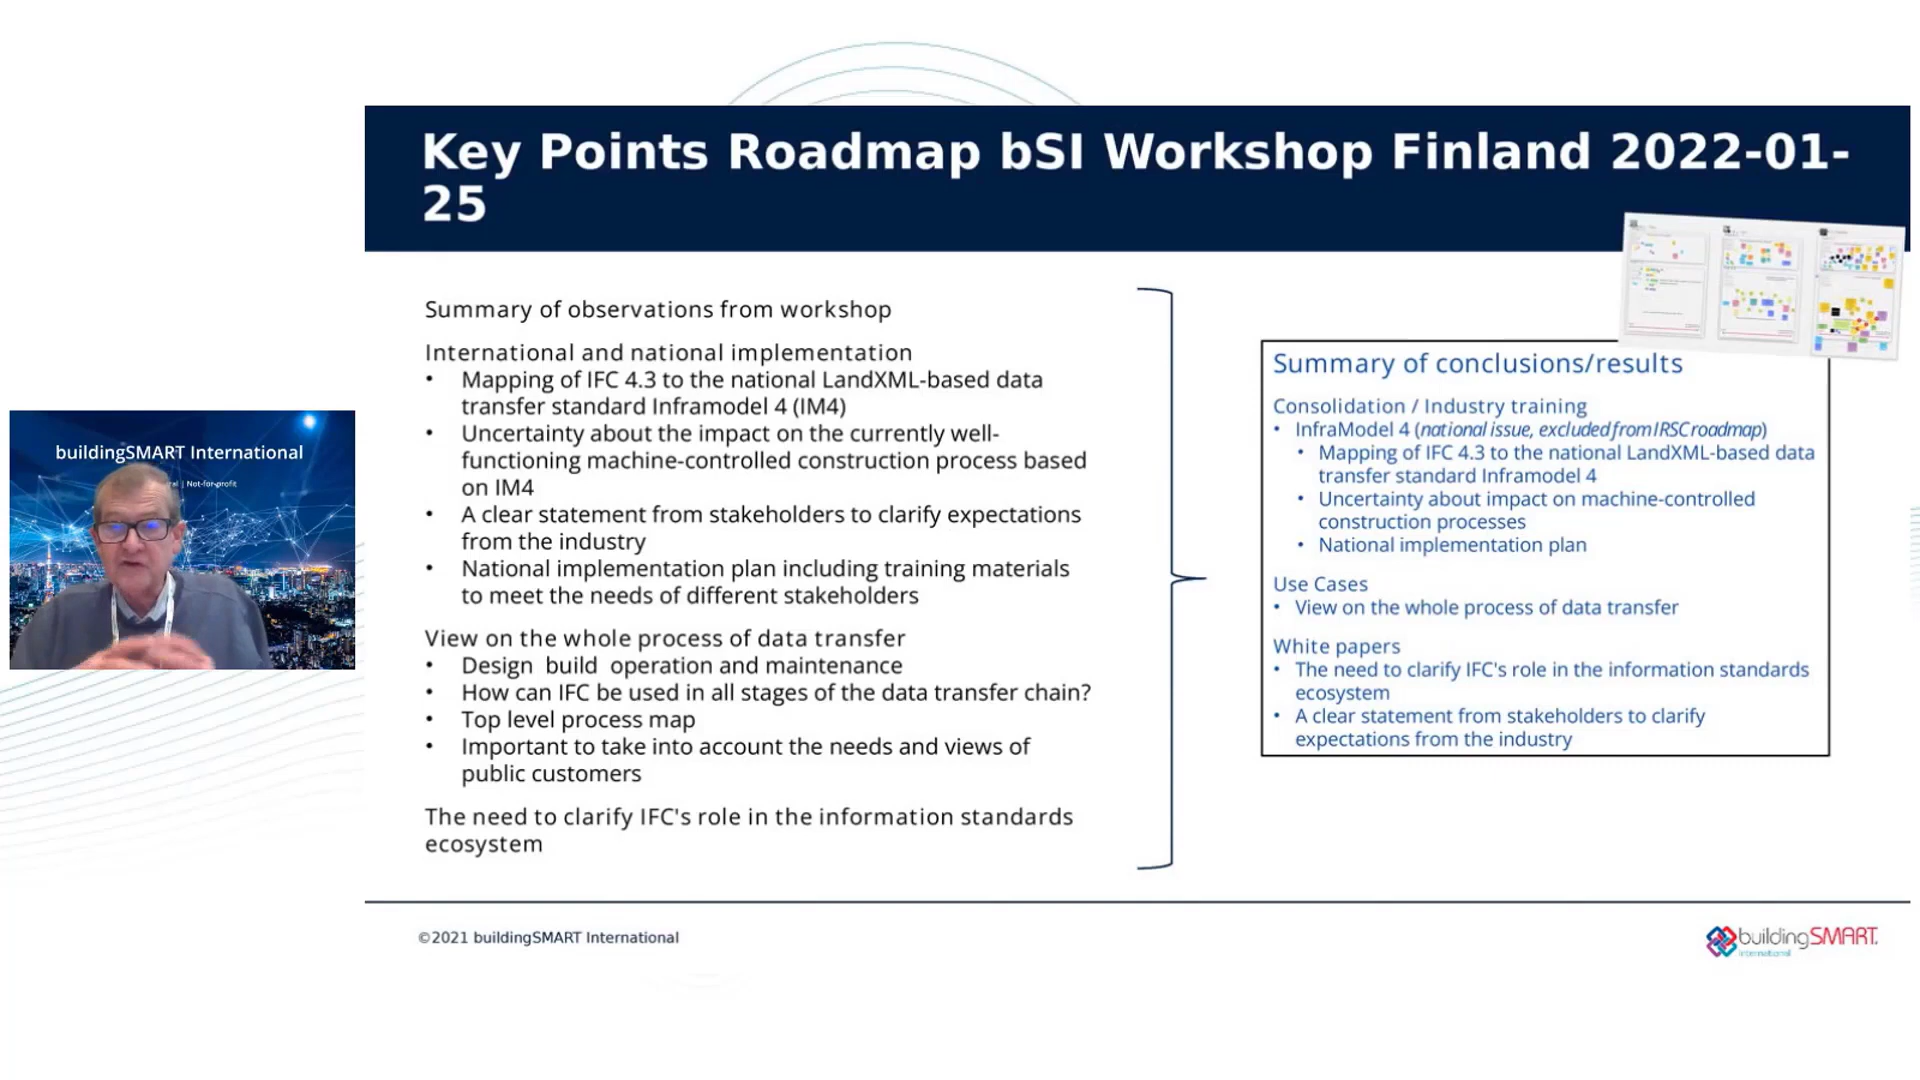 Key Points Roadmap bSI Workshop Finland 2022-01-
25
Summary of observations from workshop
International and national implementation
• Mapping of IFC 4.3 to the national LandXML-based data
transfer standard Inframodel 4 (IM4)
• Uncertainty about the impact on the currently well-
functioning machine-controlled construction process based
on IM4
• A clear statement from stakeholders to clarify expectations
from the industry
• National implementation plan including training materials
to meet the needs of different stakeholders
View on the whole process of data transfer
• Design build operation and maintenance
• How can IFC be used in all stages of the data transfer chain?
• Top level process map
• Important to take into account the needs and views of
public customers
The need to clarify IFC's role in the information standards
ecosystem
Summary of conclusions/results
Consolidation / Industry training
• InfraModel 4 (national issue, excluded from IRSC roadmap)
• Mapping of IFC 4.3 to the national LandXML-based data
transfer standard Inframodel 4
• Uncertainty about impact on machine-controlled
construction processes
• National implementation plan
Use Cases
• View on the whole process of data transfer
White papers
• The need to clarify IFC's role in the information standards
ecosystem
• A clear statement from stakeholders to clarify
expectations from the industry
buildingSMART International
| Not-for-profit
©2021 buildingSMART International
buildingSMART.
International